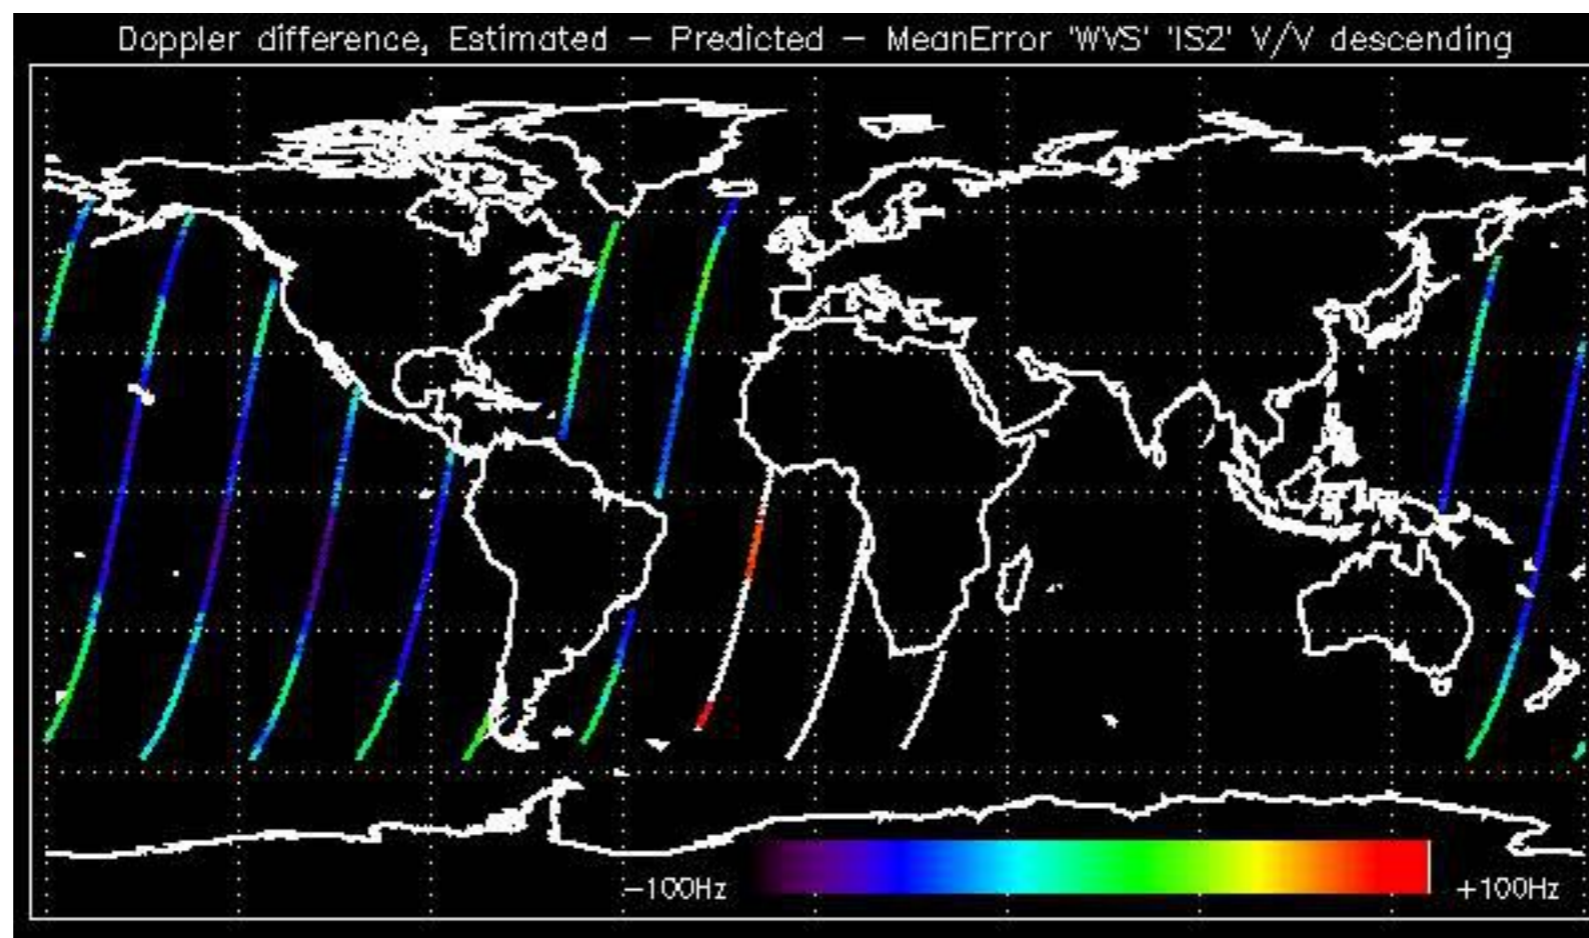 Doppler difference, Estimated - Predicted - MeanError 'WVS' 'IS2' V/V descending
-100Hz
+100Hz